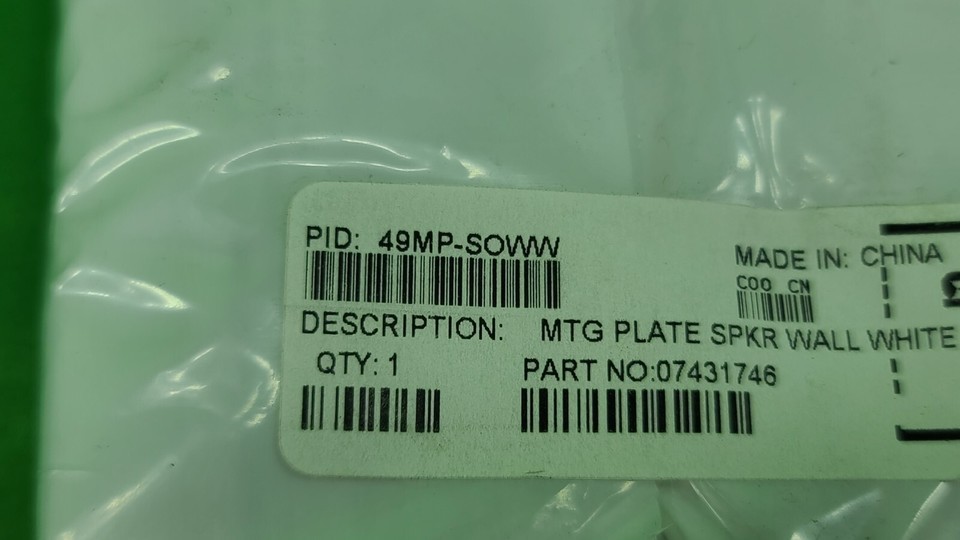 PID: 49MP-SOWW
MADE IN: CHINA
COO CN
DESCRIPTION: MTG PLATE SPKR WALL WHITE
QTY: 1
PART NO:07431746